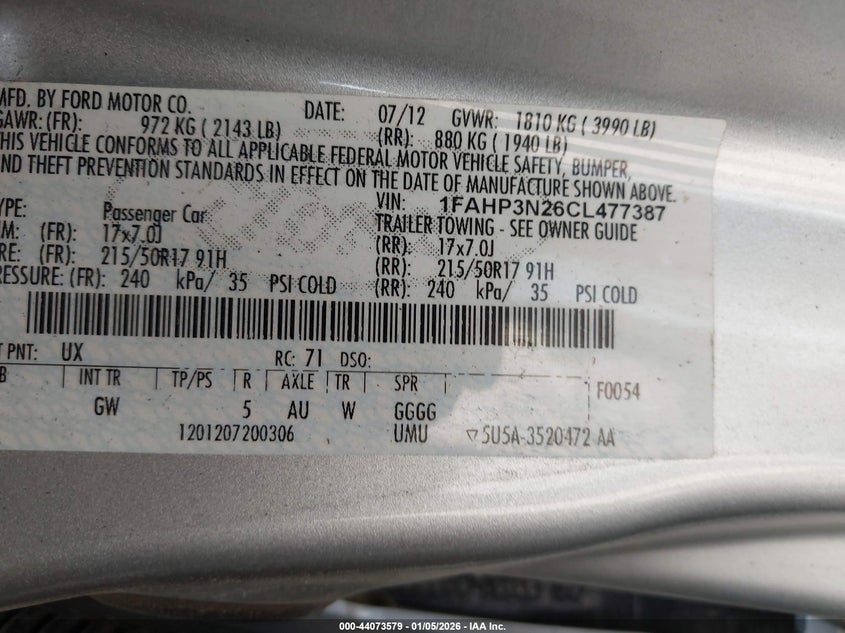 MFD. BY FORD MOTOR CO. DATE: 07/12 GVWR: 1810 KG ( 3990 LB)
GAWR: (FR): 972 KG ( 2143 LB) (RR): 880 KG ( 1940 LB)
THIS VEHICLE CONFORMS TO ALL APPLICABLE FEDERAL MOTOR VEHICLE SAFETY, BUMPER,
AND THEFT PREVENTION STANDARDS IN EFFECT ON THE DATE OF MANUFACTURE SHOWN ABOVE.
VIN: 1FAHP3N26CL477387
YPE: Passenger Car TRAILER TOWING - SEE OWNER GUIDE
IM: (FR): 17x7.0J (RR): 17x7.0J
IRE: (FR): 215/50R17 91H (RR): 215/50R17 91H
RESSURE: (FR): 240 kPa/ 35 PSI COLD (RR): 240 kPa/ 35 PSI COLD
T PNT: UX RC: 71 DSO:
B INT TR TP/PS R AXLE TR SPR F0054
GW 5 AU W GGGG
1201207200306 UMU ▽5U5A-3520472 AA
000-44073579 | 01/05/2026 | IAA Inc.